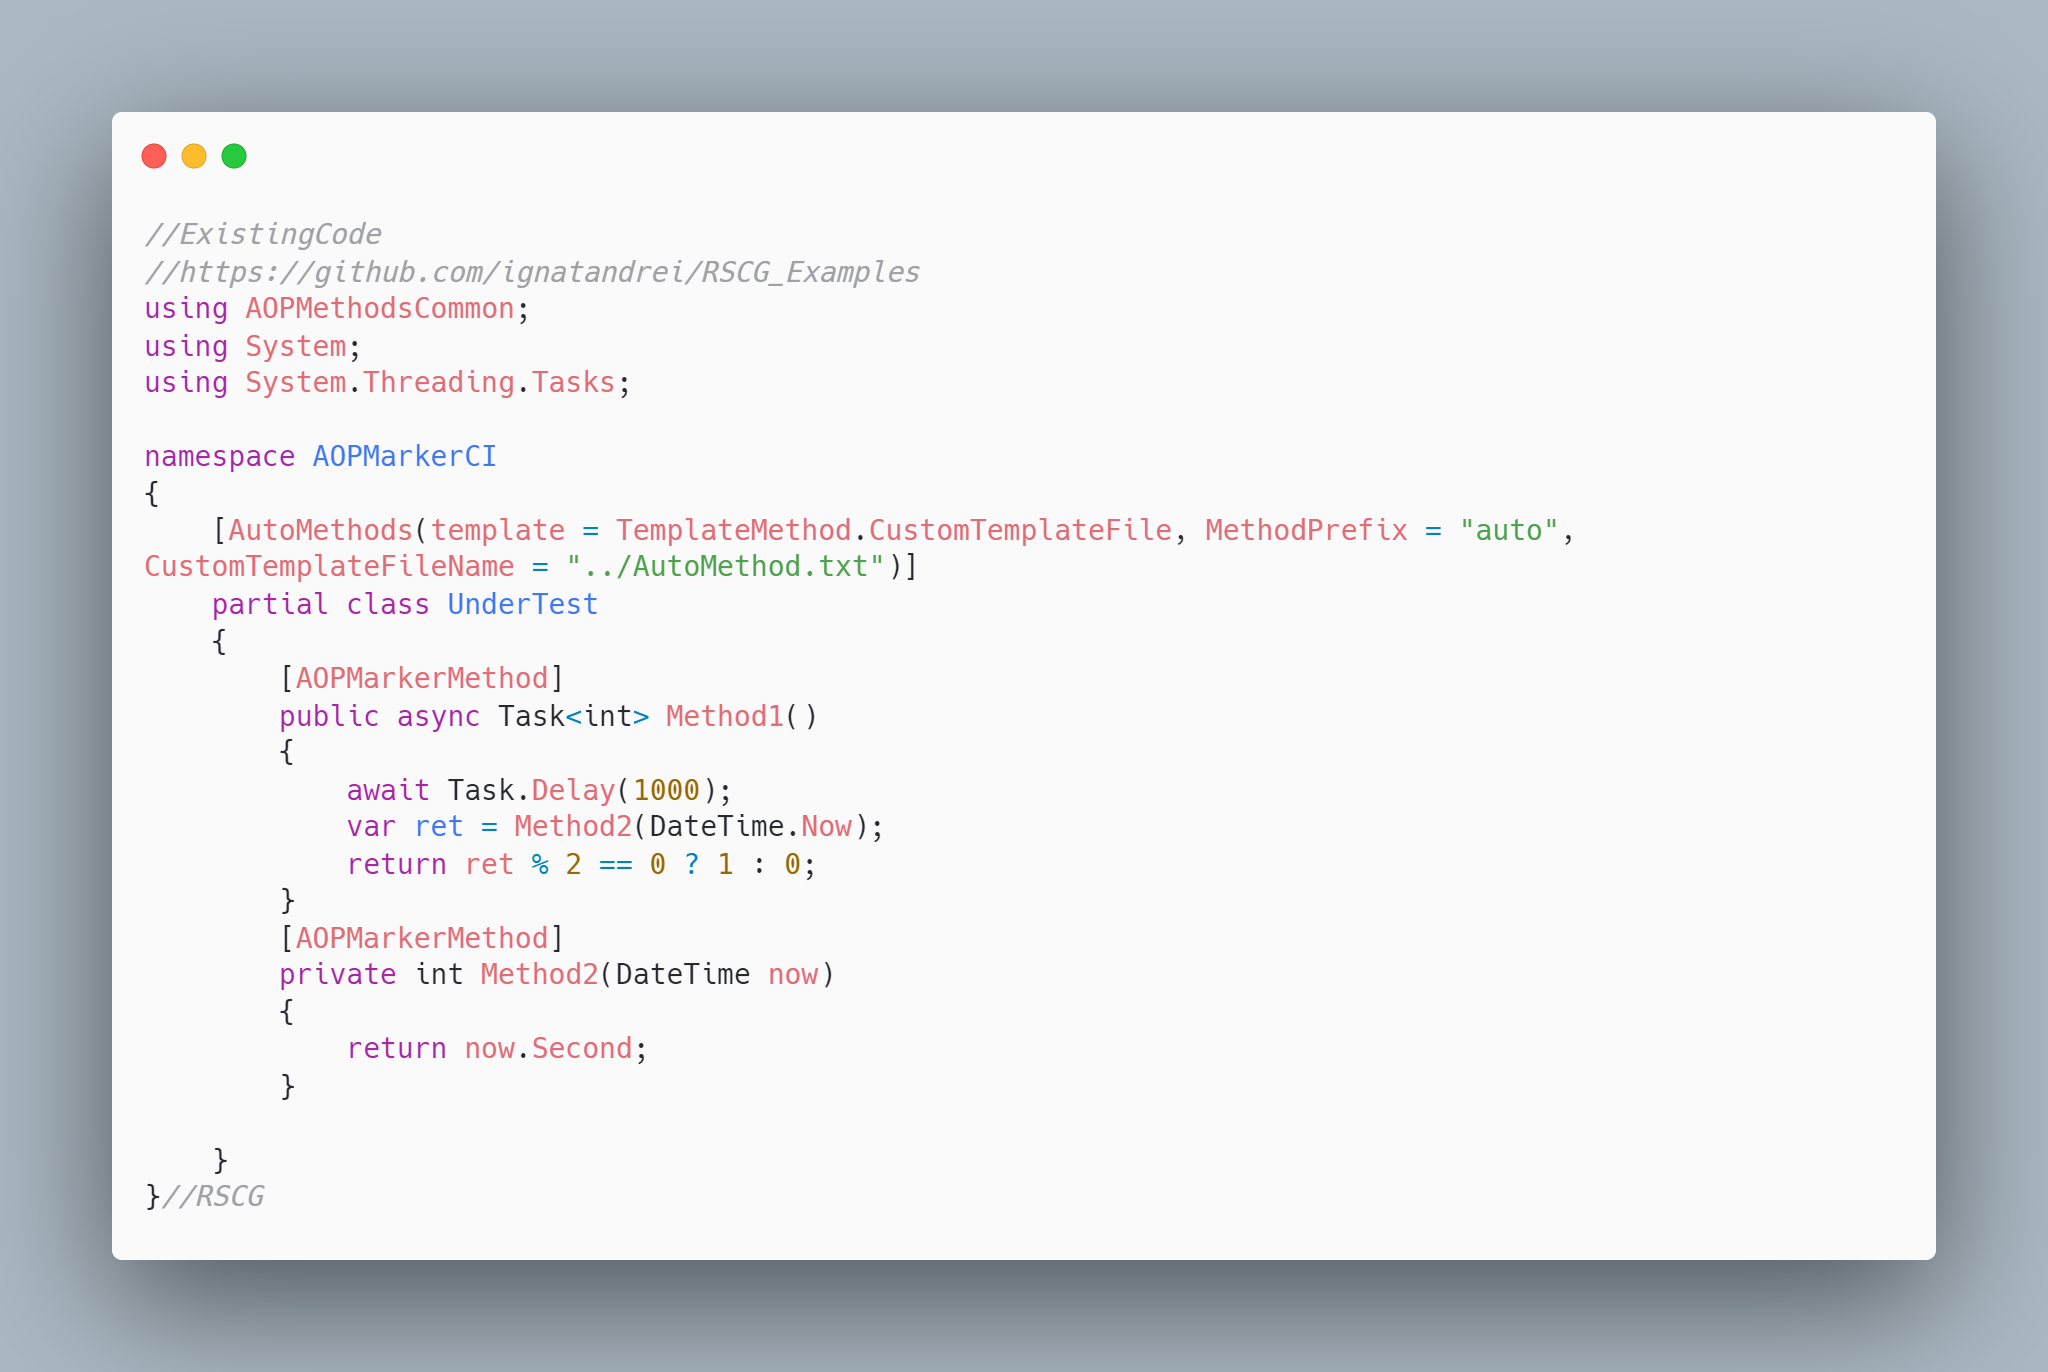 //ExistingCode
//https://github.com/ignatandrei/RSCG_Examples
using AOPMethodsCommon;
using System;
using System.Threading.Tasks;

namespace AOPMarkerCI
{
    [AutoMethods(template = TemplateMethod.CustomTemplateFile, MethodPrefix = "auto",
CustomTemplateFileName = "../AutoMethod.txt")]
    partial class UnderTest
    {
        [AOPMarkerMethod]
        public async Task<int> Method1()
        {
            await Task.Delay(1000);
            var ret = Method2(DateTime.Now);
            return ret % 2 == 0 ? 1 : 0;
        }
        [AOPMarkerMethod]
        private int Method2(DateTime now)
        {
            return now.Second;
        }

    }
}//RSCG